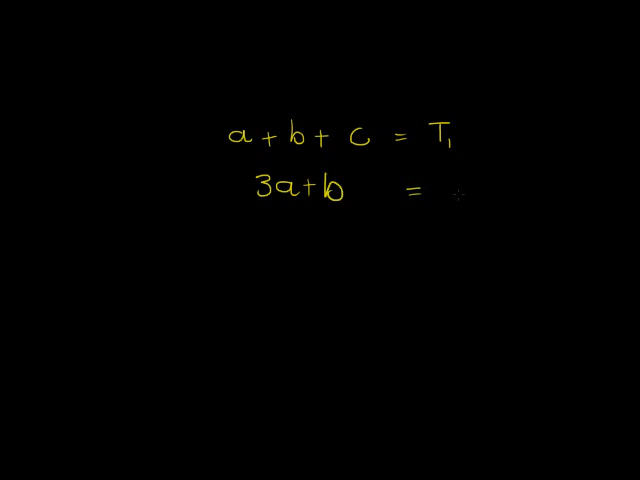 a + b + c = T₁
3a + b =